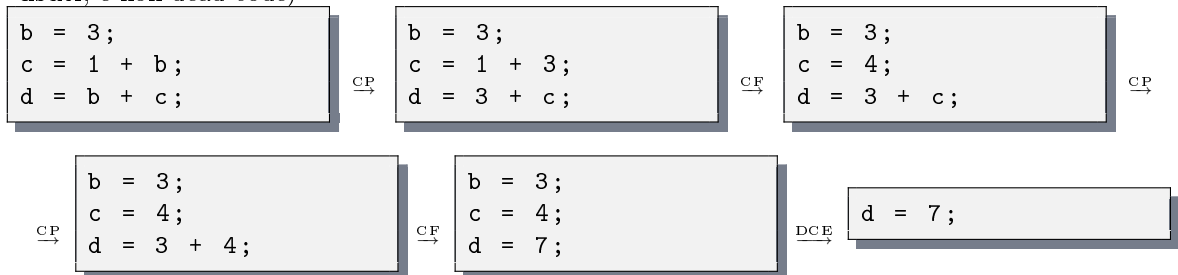 b = 3;
c = 1 + b;
d = b + c;
CP →
b = 3;
c = 1 + 3;
d = 3 + c;
CF →
b = 3;
c = 4;
d = 3 + c;
CP →
CP →
b = 3;
c = 4;
d = 3 + 4;
CF →
b = 3;
c = 4;
d = 7;
DCE →
d = 7;